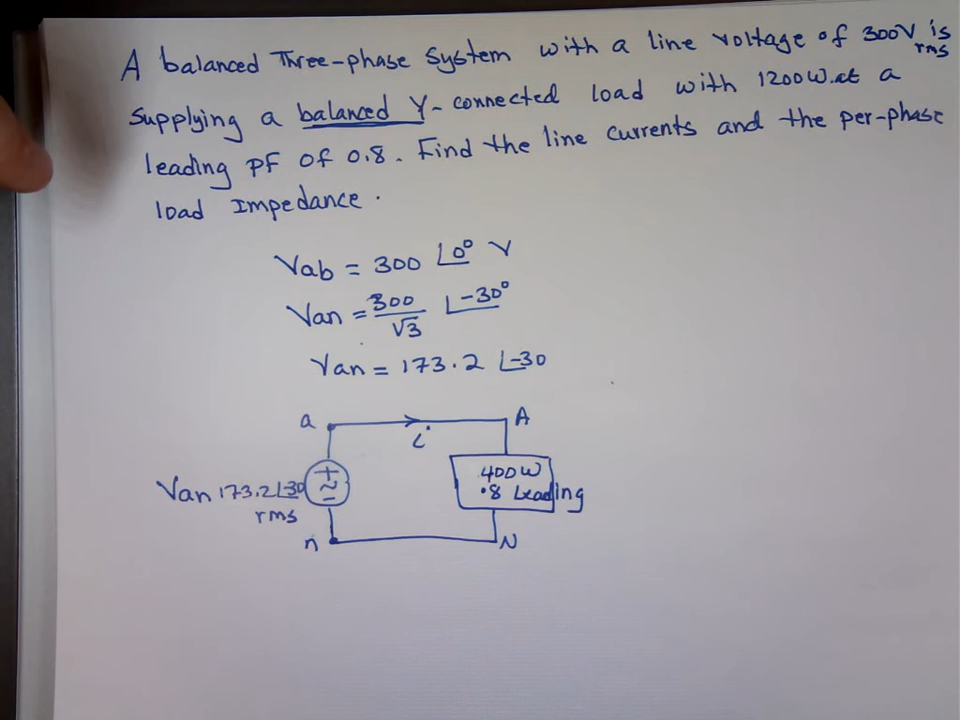 A balanced Three-phase System with a line voltage of 300V is
rms
Supplying a balanced Y-connected load with 1200W at a
leading PF of 0.8. Find the line currents and the per-phase
load Impedance.
Vab = 300 ∠0° V
Van = 300/√3 ∠-30°
Van = 173.2 ∠-30
a
A
i
+
~
-
Van 173.2∠-30
rms
400W
.8 Leading
n
N